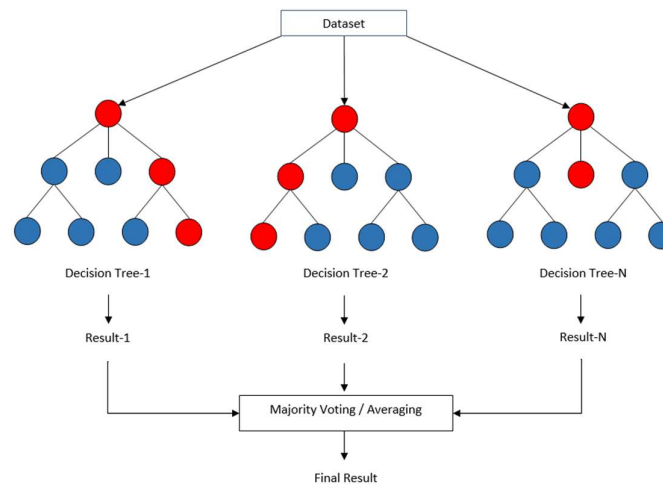 Dataset
Decision Tree-1
Decision Tree-2
Decision Tree-N
Result-1
Result-2
Result-N
Majority Voting / Averaging
Final Result